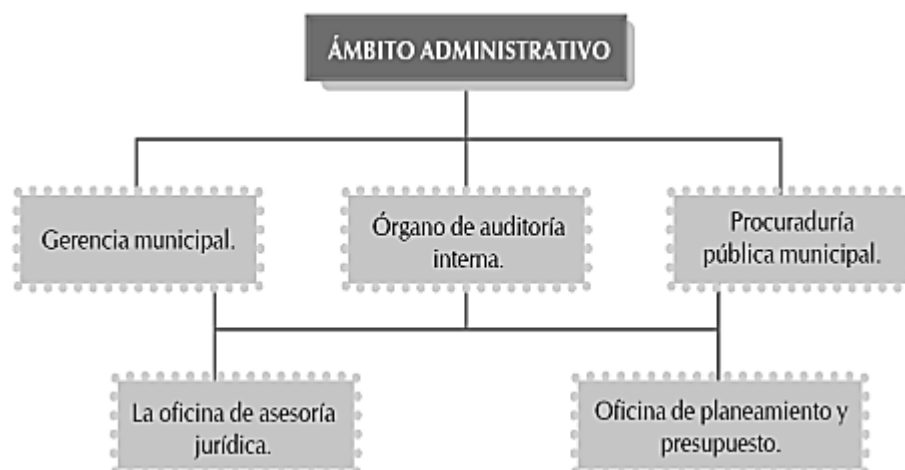 ÁMBITO ADMINISTRATIVO
Gerencia municipal.
Órgano de auditoría
interna.
Procuraduría
pública municipal.
La oficina de asesoría
jurídica.
Oficina de planeamiento y
presupuesto.